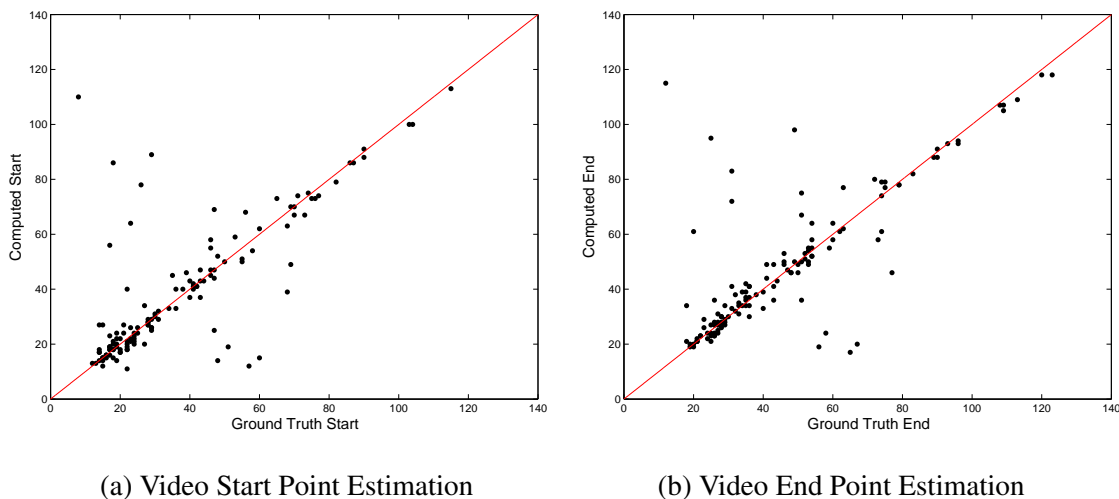 140
120
100
80
60
40
20
0
0 20 40 60 80 100 120 140
Computed Start
Ground Truth Start
140
120
100
80
60
40
20
0
0 20 40 60 80 100 120 140
Computed End
Ground Truth End
(a) Video Start Point Estimation
(b) Video End Point Estimation